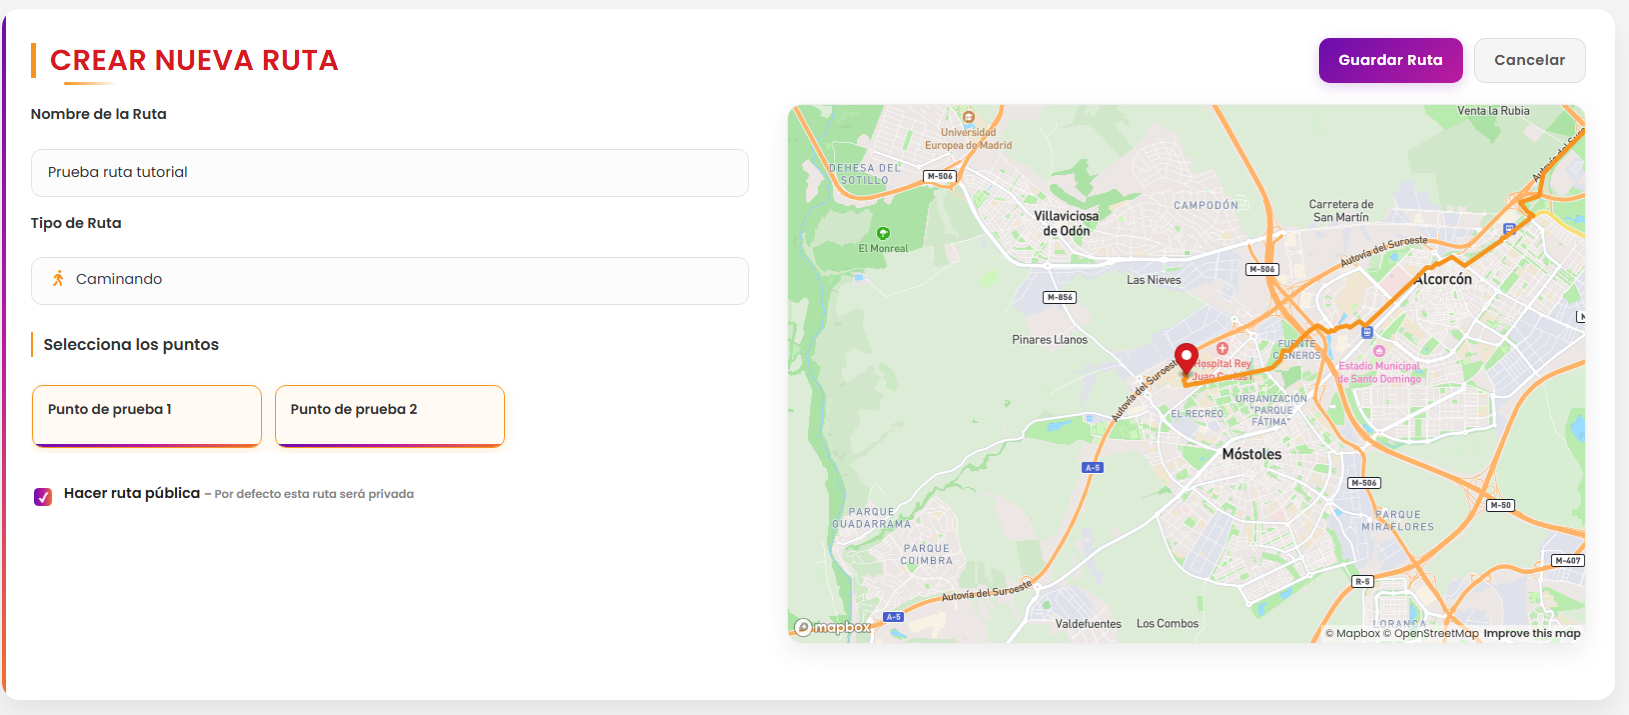 CREAR NUEVA RUTA
Guardar Ruta
Cancelar
Nombre de la Ruta
Prueba ruta tutorial
Tipo de Ruta
Caminando
Selecciona los puntos
Punto de prueba 1
Punto de prueba 2
Hacer ruta pública – Por defecto esta ruta será privada
Venta la Rubia
Universidad
Europea de Madrid
DEHESA DEL
SOTILLO
M-506
CAMPODÓN
Carretera de
San Martín
Villaviciosa
de Odón
El Monreal
Autovía del Suroeste
M-506
Las Nieves
Alcorcón
M-856
Pinares Llanos
FUENTE
CISNEROS
Hospital Rey
Juan Carlos I
Estadio Municipal
de Santo Domingo
Autovía del Suroeste
EL RECREO
URBANIZACIÓN
"PARQUE
FÁTIMA"
Móstoles
A-5
M-506
M-50
PARQUE
GUADARRAMA
PARQUE
MIRAFLORES
PARQUE
COIMBRA
M-407
R-5
Autovía del Suroeste
A-5
Valdefuentes
Los Combos
LORANCA
mapbox
© Mapbox © OpenStreetMap Improve this map